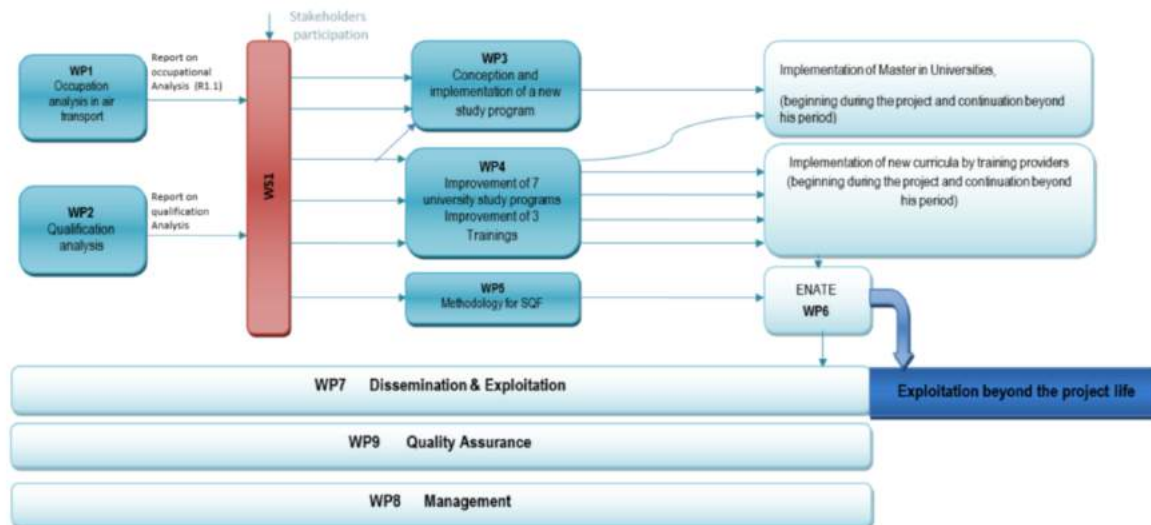 Stakeholders
participation
WP1
Occupation
analysis in air
transport
Report on
occupational
Analysis (R1.1)
WP2
Qualification
analysis
Report on
qualification
Analysis
WS1
WP3
Conception and
implementation of a new
study program
WP4
Improvement of 7
university study programs
Improvement of 3
Trainings
WP5
Methodology for SQF
Implementation of Master in Universities,
(beginning during the project and continuation beyond
his period)
Implementation of new curricula by training providers
(beginning during the project and continuation beyond
his period)
ENATE
WP6
WP7 Dissemination & Exploitation
Exploitation beyond the project life
WP9 Quality Assurance
WP8 Management